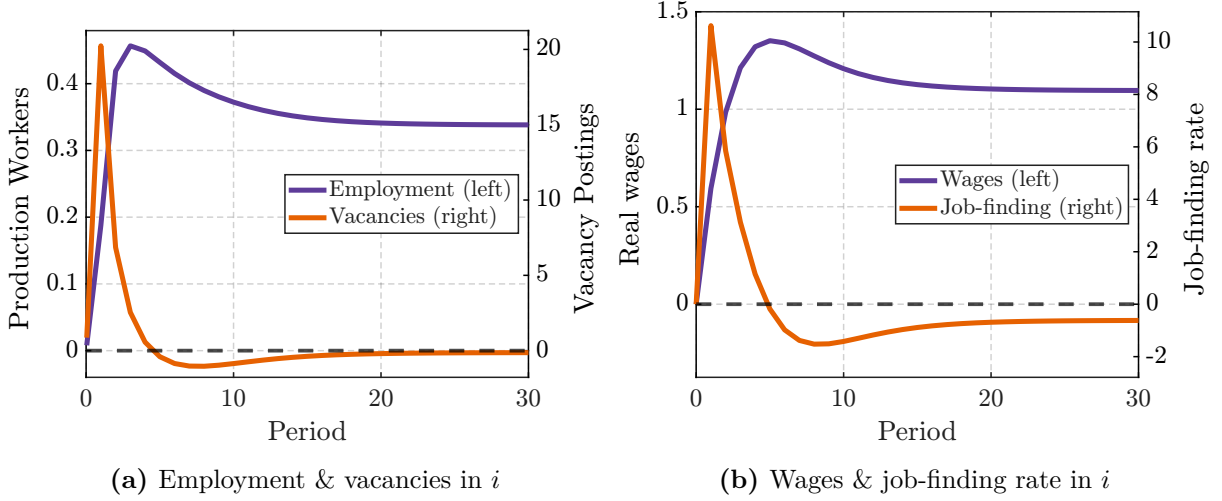 Production Workers
0.4
0.3
0.2
0.1
0
20
15
10
5
0
Vacancy Postings
Employment (left)
Vacancies (right)
0
10
20
30
Period
(a) Employment & vacancies in i
Real wages
1.5
1
0.5
0
10
8
6
4
2
0
-2
Job-finding rate
Wages (left)
Job-finding (right)
0
10
20
30
Period
(b) Wages & job-finding rate in i